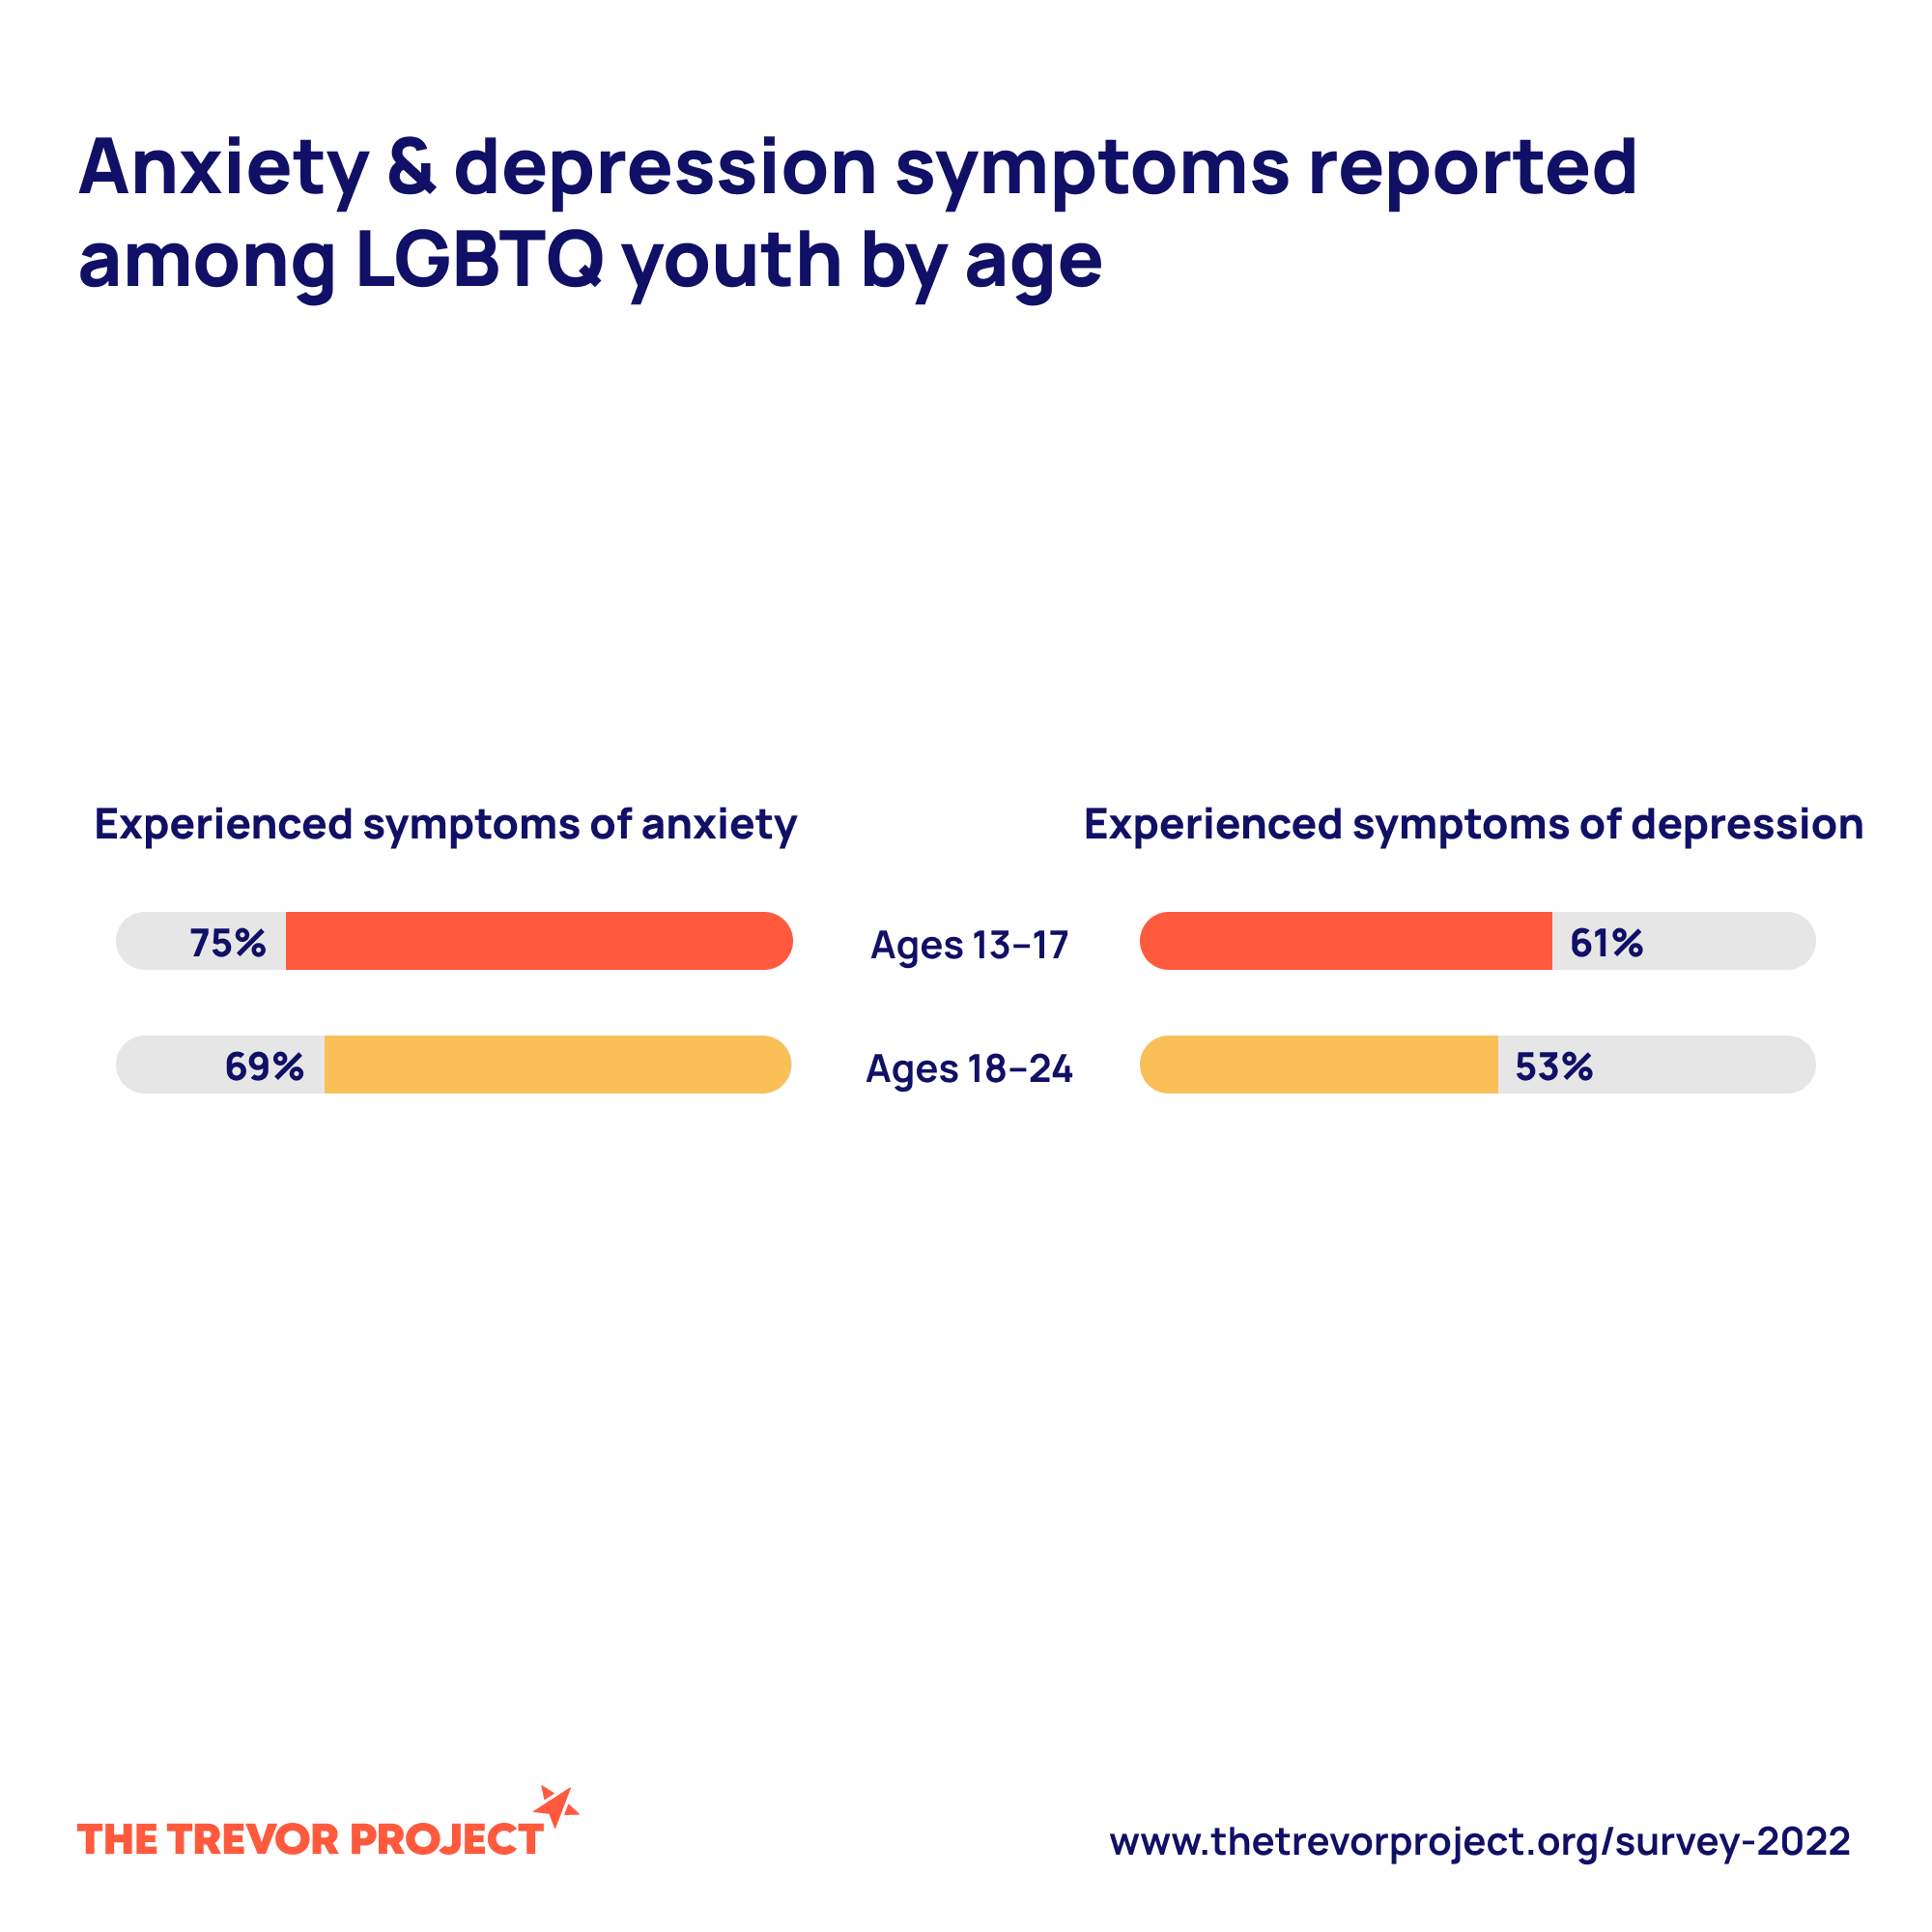 Anxiety & depression symptoms reported
among LGBTQ youth by age
Experienced symptoms of anxiety
Experienced symptoms of depression
75%
Ages 13–17
61%
69%
Ages 18–24
53%
THE TREVOR PROJECT
www.thetrevorproject.org/survey-2022